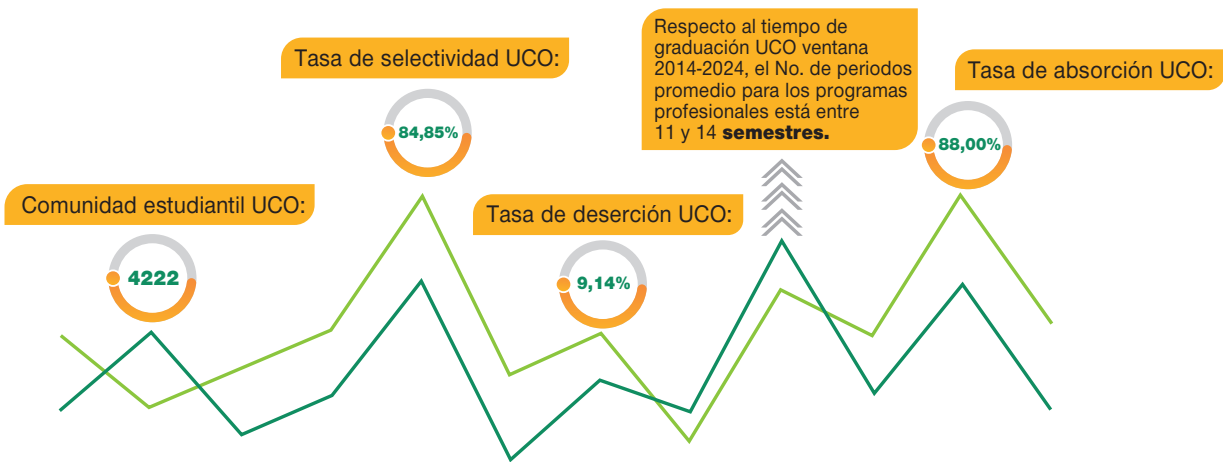 Comunidad estudiantil UCO:
4222
Tasa de selectividad UCO:
84,85%
Tasa de deserción UCO:
9,14%
Respecto al tiempo de
graduación UCO ventana
2014-2024, el No. de periodos
promedio para los programas
profesionales está entre
11 y 14 semestres.
Tasa de absorción UCO:
88,00%